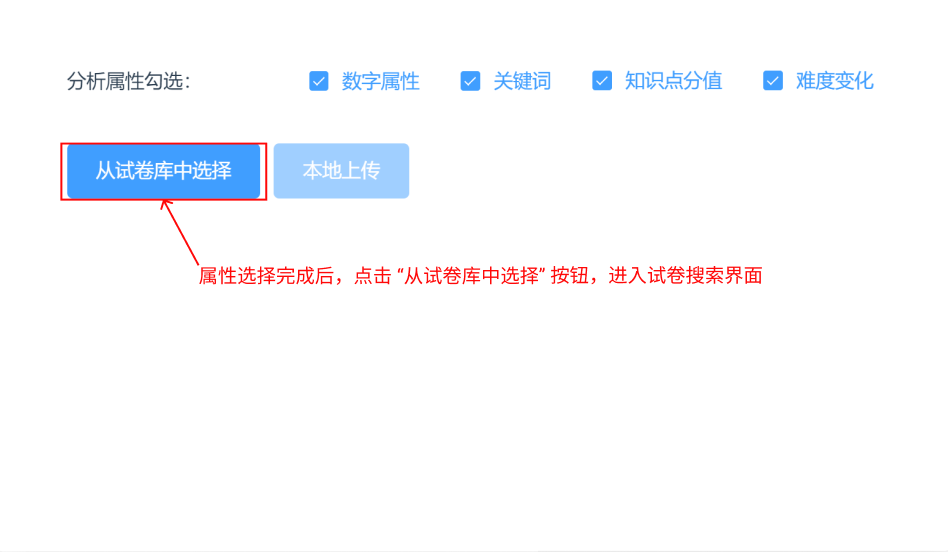 分析属性勾选： 数字属性 关键词 知识点分值 难度变化
从试卷库中选择 本地上传
属性选择完成后，点击 “从试卷库中选择” 按钮，进入试卷搜索界面